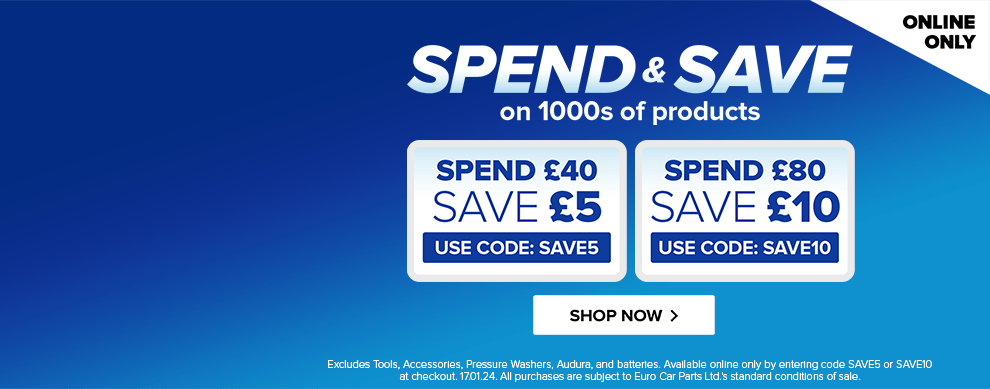 ONLINE
ONLY
SPEND & SAVE
on 1000s of products
SPEND £40
SAVE £5
USE CODE: SAVE5
SPEND £80
SAVE £10
USE CODE: SAVE10
SHOP NOW >
Excludes Tools, Accessories, Pressure Washers, Audura, and batteries. Available online only by entering code SAVE5 or SAVE10
at checkout. 17.01.24. All purchases are subject to Euro Car Parts Ltd.'s standard conditions of sale.